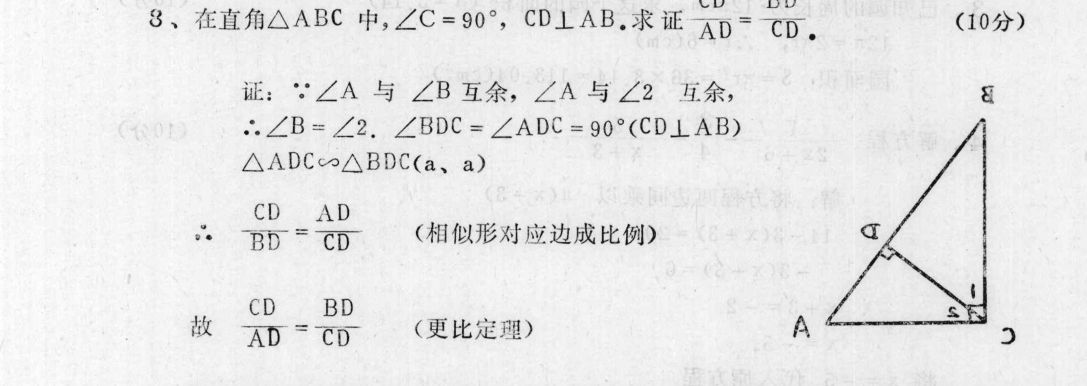 3、在直角△ABC 中,∠C=90°, CD⊥AB.求证 CD/AD = BD/CD . (10分)
证: ∵∠A 与 ∠B 互余, ∠A 与∠2 互余,
∴∠B=∠2. ∠BDC=∠ADC=90°(CD⊥AB)
△ADC∽△BDC(a、a)
∴ CD/BD = AD/CD (相似形对应边成比例)
故 CD/AD = BD/CD (更比定理)
B
D
1
2
A
C